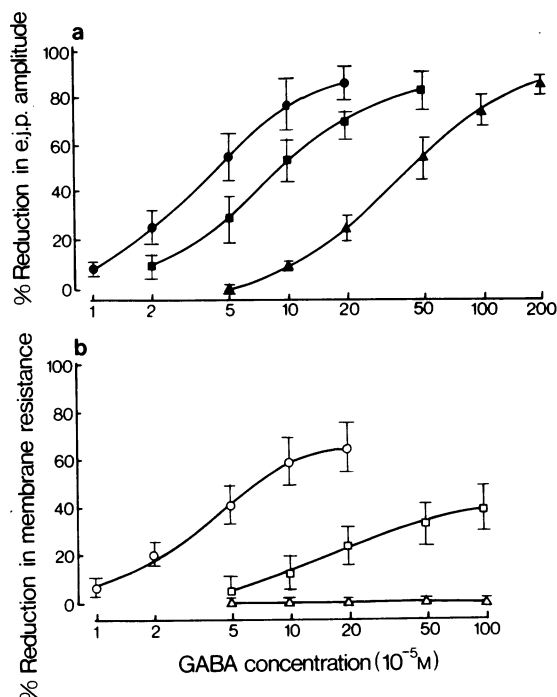 a
% Reduction in e.j.p. amplitude
100
80
60
40
20
0
1 2 5 10 20 50 100 200
b
% Reduction in membrane resistance
100
80
60
40
20
0
1 2 5 10 20 50 100
GABA concentration (10⁻⁵M)